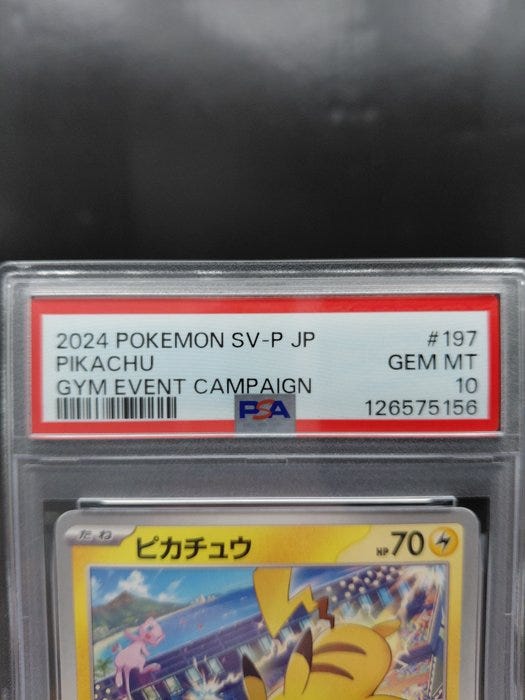 2024 POKEMON SV-P JP #197
PIKACHU GEM MT
GYM EVENT CAMPAIGN 10
PSA 126575156
たね ピカチュウ HP 70